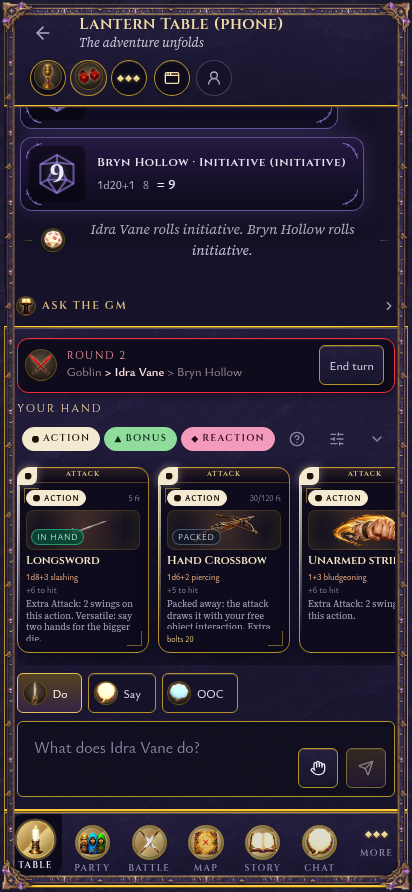 LANTERN TABLE (PHONE)
The adventure unfolds
9
BRYN HOLLOW · INITIATIVE (INITIATIVE)
1d20+1 8 = 9
Idra Vane rolls initiative. Bryn Hollow rolls
initiative.
ASK THE GM
ROUND 2
Goblin > Idra Vane > Bryn Hollow
End turn
YOUR HAND
ACTION
BONUS
REACTION
ATTACK
ACTION
5 ft
IN HAND
LONGSWORD
1d8+3 slashing
+6 to hit
Extra Attack: 2 swings on
this action. Versatile: say
two hands for the bigger
die.
ATTACK
ACTION
30/120 ft
PACKED
HAND CROSSBOW
1d6+2 piercing
+5 to hit
Packed away: the attack
draws it with your free
object interaction. Extra
bolts 20
ATTACK
ACTION
UNARMED STRI
1+3 bludgeoning
+6 to hit
Extra Attack: 2 swing
this action.
Do
Say
OOC
What does Idra Vane do?
TABLE
PARTY
BATTLE
MAP
STORY
CHAT
MORE